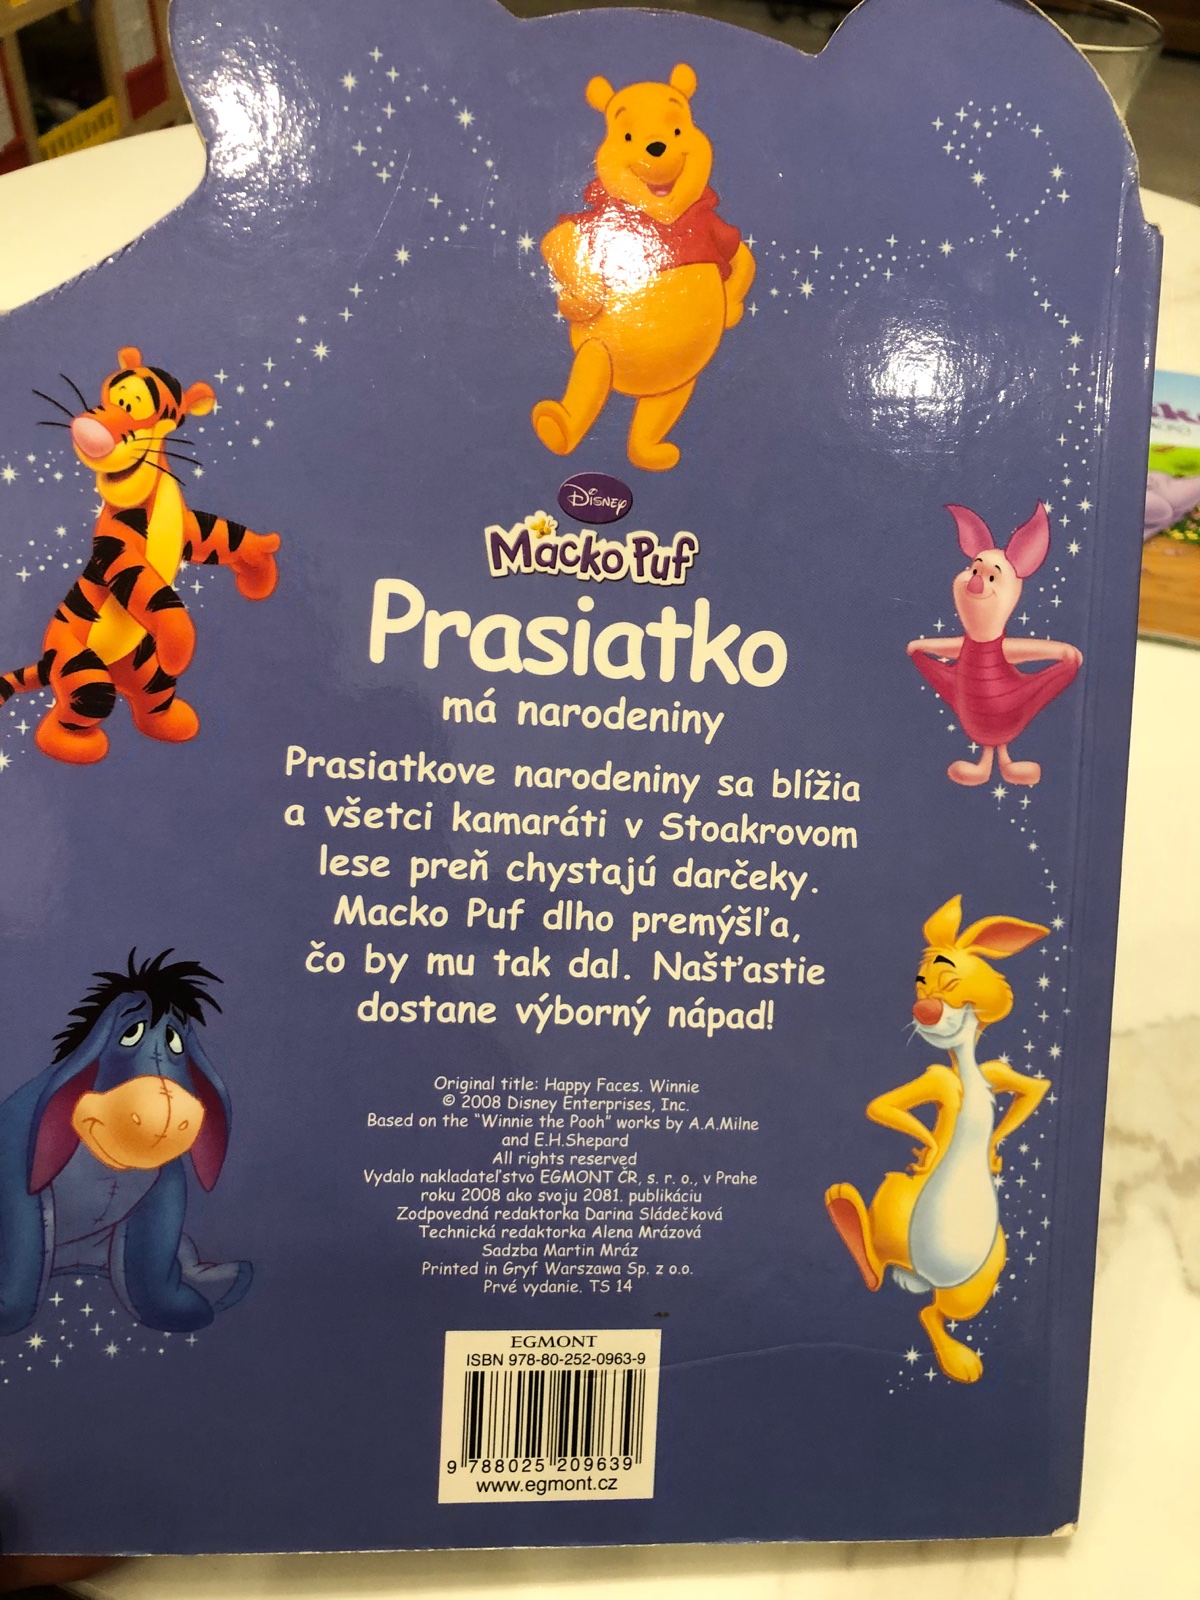 Disney
Macko Puf
Prasiatko
má narodeniny
Prasiatkove narodeniny sa blížia
a všetci kamaráti v Stoakrovom
lese preň chystajú darčeky.
Macko Puf dlho premýšľa,
čo by mu tak dal. Našťastie
dostane výborný nápad!
Original title: Happy Faces. Winnie
© 2008 Disney Enterprises, Inc.
Based on the “Winnie the Pooh” works by A.A.Milne
and E.H.Shepard
All rights reserved
Vydalo nakladateľstvo EGMONT ČR, s. r. o., v Prahe
roku 2008 ako svoju 2081. publikáciu
Zodpovedná redaktorka Darina Sládečková
Technická redaktorka Alena Mrázová
Sadzba Martin Mráz
Printed in Gryf Warszawa Sp. z o.o.
Prvé vydanie. TS 14
EGMONT
ISBN 978-80-252-0963-9
9 788025 209639
www.egmont.cz